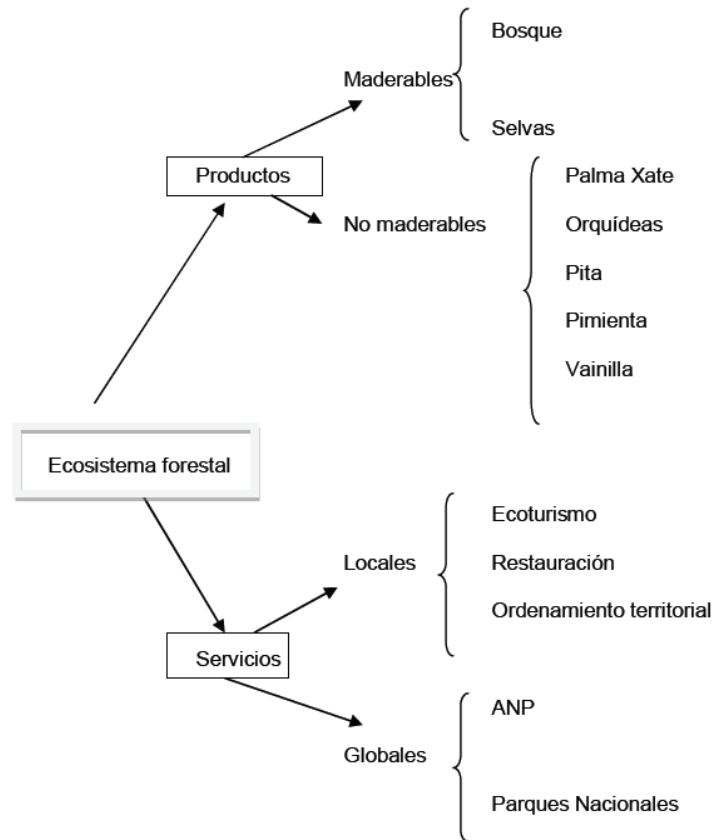 Bosque
Maderables
Selvas
Productos
Palma Xate
No maderables
Orquídeas
Pita
Pimienta
Vainilla
Ecosistema forestal
Ecoturismo
Locales
Restauración
Ordenamiento territorial
Servicios
ANP
Globales
Parques Nacionales